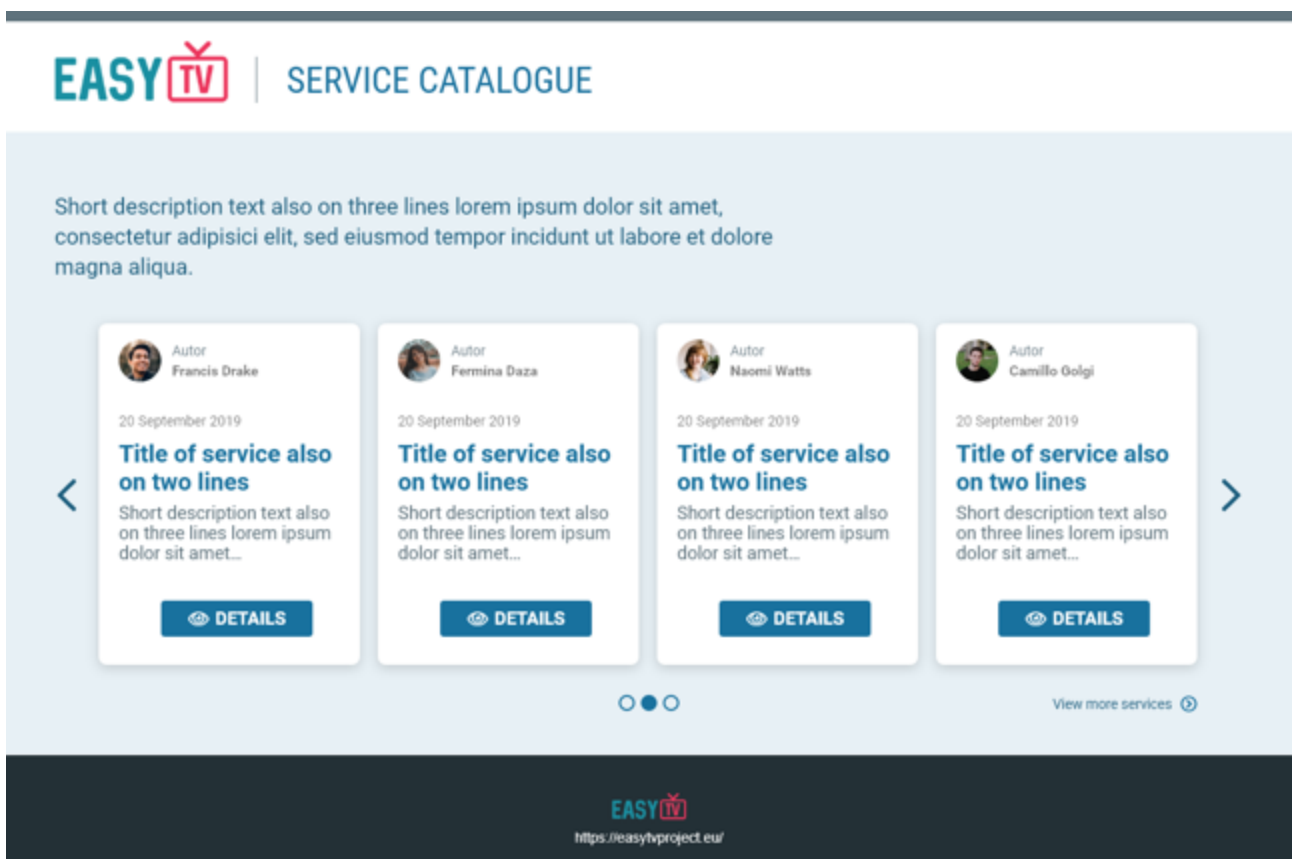 EASY TV
SERVICE CATALOGUE
Short description text also on three lines lorem ipsum dolor sit amet,
consectetur adipisici elit, sed eiusmod tempor incidunt ut labore et dolore
magna aliqua.
Autor
Francis Drake
20 September 2019
Title of service also
on two lines
Short description text also
on three lines lorem ipsum
dolor sit amet...
DETAILS
Autor
Fermina Daza
20 September 2019
Title of service also
on two lines
Short description text also
on three lines lorem ipsum
dolor sit amet...
DETAILS
Autor
Naomi Watts
20 September 2019
Title of service also
on two lines
Short description text also
on three lines lorem ipsum
dolor sit amet...
DETAILS
Autor
Camillo Golgi
20 September 2019
Title of service also
on two lines
Short description text also
on three lines lorem ipsum
dolor sit amet...
DETAILS
View more services
EASY TV
https://easytvproject.eu/